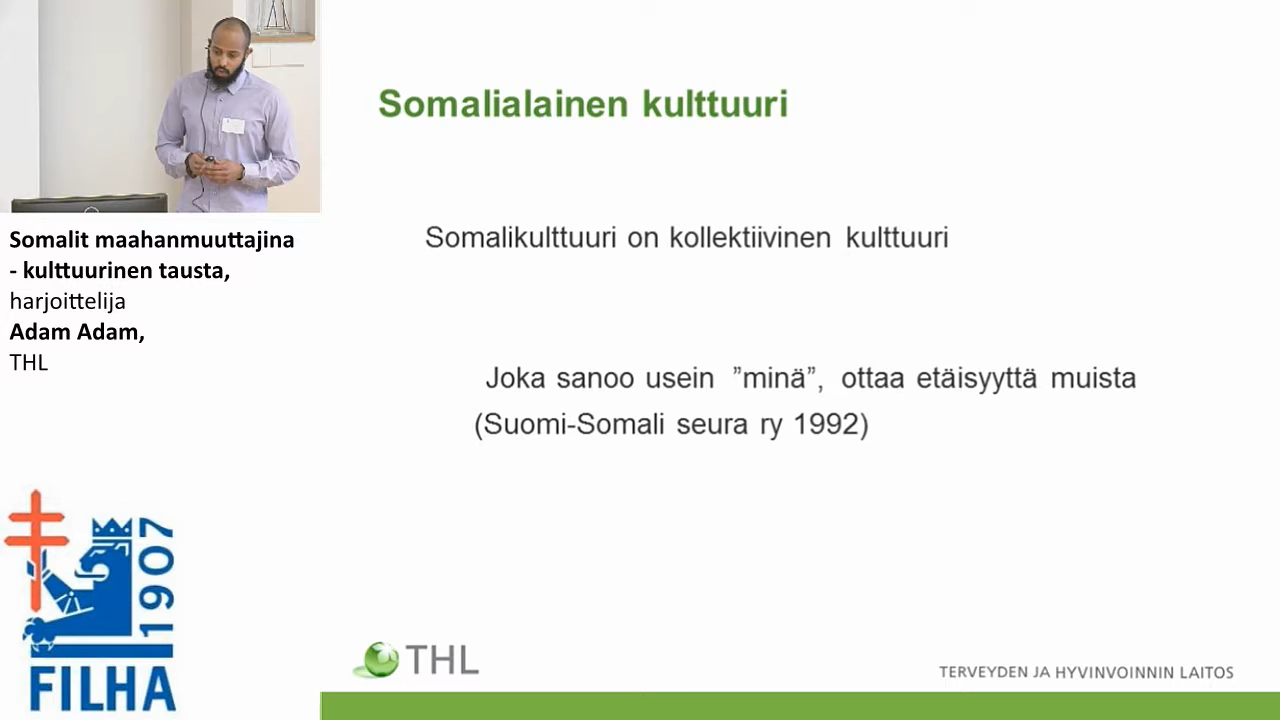 Somalialainen kulttuuri
Somalikulttuuri on kollektiivinen kulttuuri
Joka sanoo usein ”minä”, ottaa etäisyyttä muista
(Suomi-Somali seura ry 1992)
Somalit maahanmuuttajina
- kulttuurinen tausta,
harjoittelija
Adam Adam,
THL
1907
FILHA
THL
TERVEYDEN JA HYVINVOINNIN LAITOS